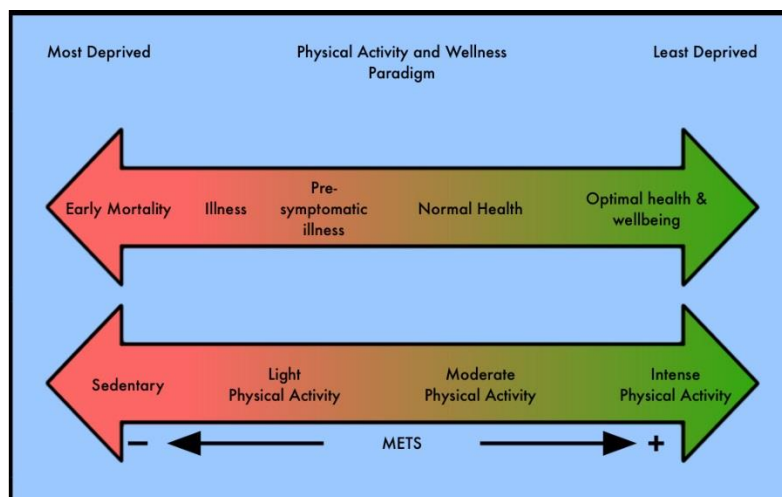 Most Deprived
Physical Activity and Wellness
Paradigm
Least Deprived
Early Mortality
Illness
Pre-
symptomatic
illness
Normal Health
Optimal health &
wellbeing
Sedentary
Light
Physical Activity
Moderate
Physical Activity
Intense
Physical Activity
− METS +